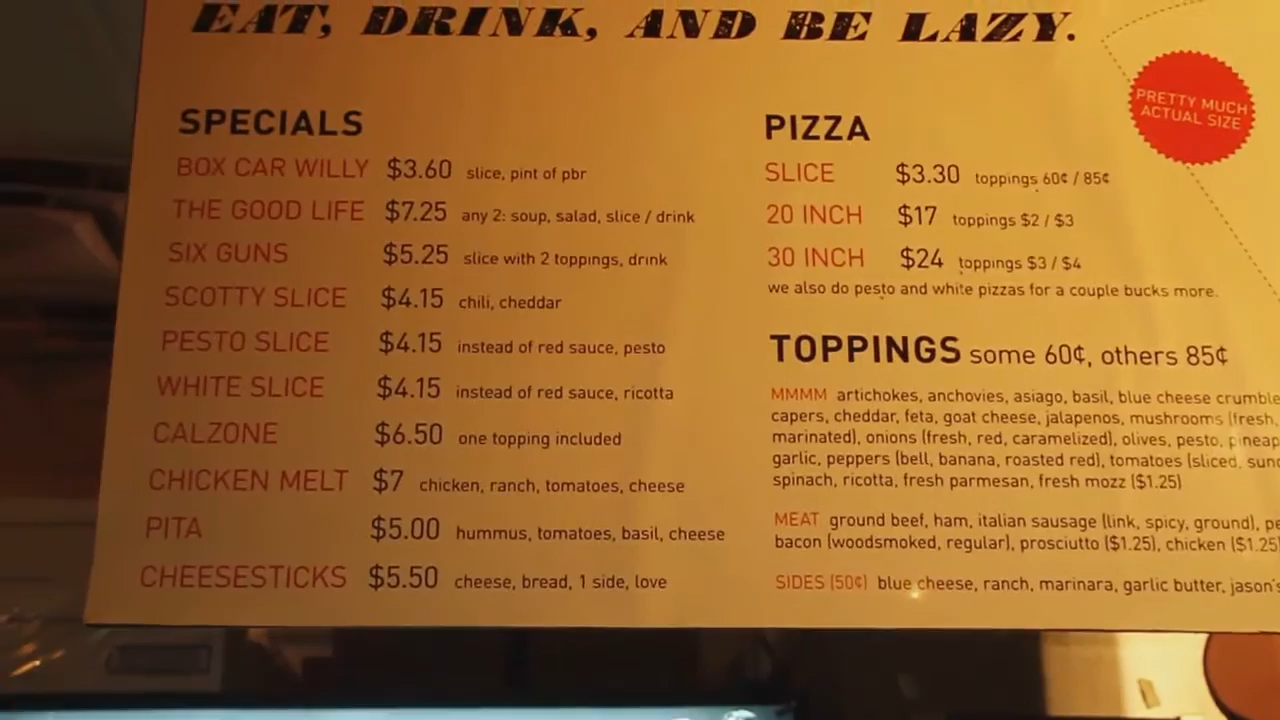 EAT, DRINK, AND BE LAZY.
PRETTY MUCH
ACTUAL SIZE
SPECIALS
BOX CAR WILLY $3.60 slice, pint of pbr
THE GOOD LIFE $7.25 any 2: soup, salad, slice / drink
SIX GUNS $5.25 slice with 2 toppings, drink
SCOTTY SLICE $4.15 chili, cheddar
PESTO SLICE $4.15 instead of red sauce, pesto
WHITE SLICE $4.15 instead of red sauce, ricotta
CALZONE $6.50 one topping included
CHICKEN MELT $7 chicken, ranch, tomatoes, cheese
PITA $5.00 hummus, tomatoes, basil, cheese
CHEESESTICKS $5.50 cheese, bread, 1 side, love
PIZZA
SLICE $3.30 toppings 60¢ / 85¢
20 INCH $17 toppings $2 / $3
30 INCH $24 toppings $3 / $4
we also do pesto and white pizzas for a couple bucks more.
TOPPINGS some 60¢, others 85¢
MMMM artichokes, anchovies, asiago, basil, blue cheese crumble
capers, cheddar, feta, goat cheese, jalapenos, mushrooms (fresh,
marinated), onions (fresh, red, caramelized), olives, pesto, pineap
garlic, peppers (bell, banana, roasted red), tomatoes (sliced, sun
spinach, ricotta, fresh parmesan, fresh mozz ($1.25)
MEAT ground beef, ham, italian sausage (link, spicy, ground), pe
bacon (woodsmoked, regular), prosciutto ($1.25), chicken ($1.25)
SIDES (50¢) blue cheese, ranch, marinara, garlic butter, jason's